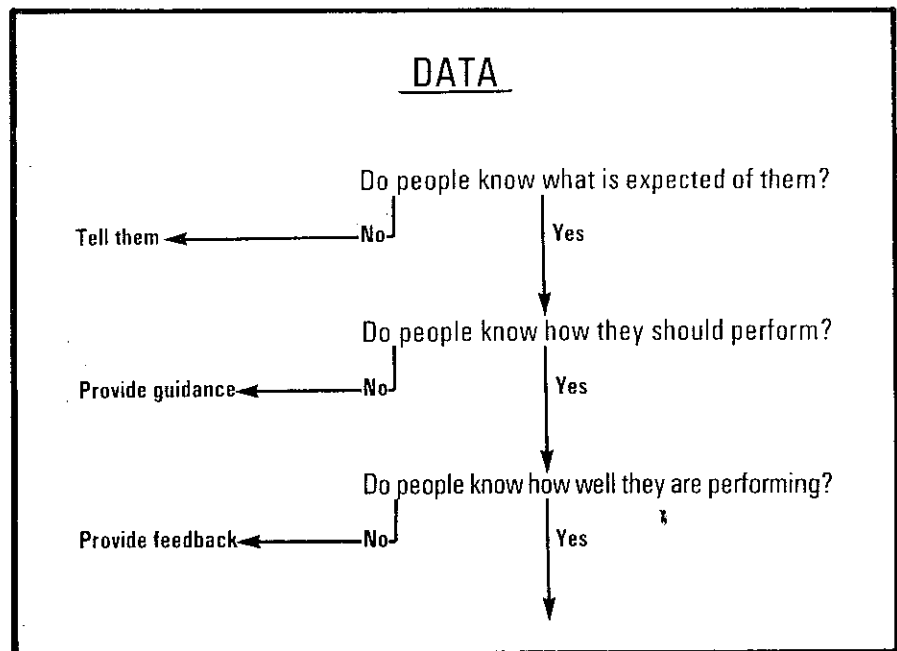 DATA
Do people know what is expected of them?
Tell them No Yes
Do people know how they should perform?
Provide guidance No Yes
Do people know how well they are performing?
Provide feedback No Yes